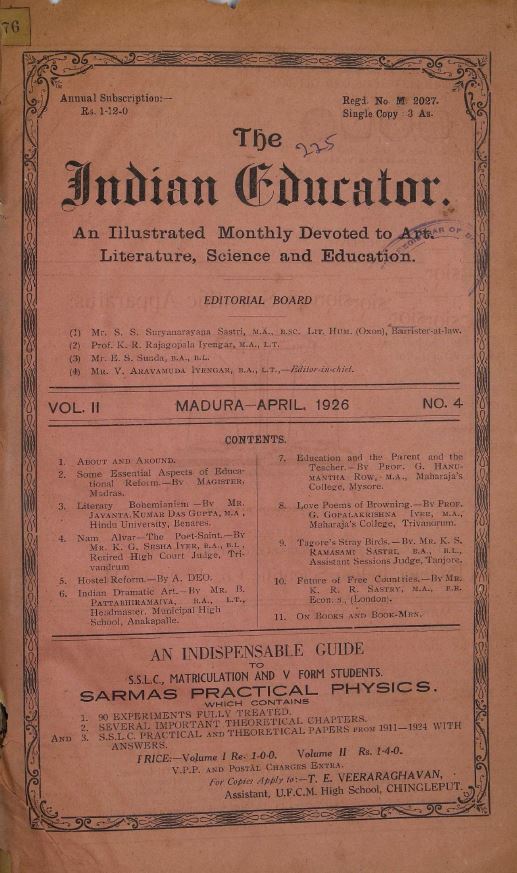 76
Annual Subscription:—
Rs. 1-12-0
Regd. No. M. 2027.
Single Copy : 3 As.
The
225
Indian Educator.
An Illustrated Monthly Devoted to Art,
Literature, Science and Education.
EDITORIAL BOARD
(1) Mr. S. S. Suryanarayana Sastri, M.A., B.SC. LIT. HUM. (Oxon), Barrister-at-law.
(2) Prof. K. R. Rajagopala Iyengar, M.A., L.T.
(3) Mr. E. S. Sunda, B.A., B.L.
(4) MR. V. ARAVAMUDA IYENGAR, B.A., L.T.,—Editor-in-chief.
VOL. II MADURA—APRIL, 1926 NO. 4
CONTENTS.
1. ABOUT AND AROUND.
2. Some Essential Aspects of Educa-
tional Reform.—By MAGISTER,
Madras.
3. Literary Bohemianism —By MR.
JAYANTA KUMAR DAS GUPTA, M.A.,
Hindu University, Benares.
4. Nam Alvar—The Poet-Saint.—By
MR. K. G. SESHA IYER, B.A., B.L.,
Retired High Court Judge, Tri-
vandrum
5. Hostel Reform.—By A. DEO.
6. Indian Dramatic Art.—By MR. B.
PATTABHIRAMAIYA, B.A., L.T.,
Headmaster, Municipal High
School, Anakapalle.
7. Education and the Parent and the
Teacher.—By PROF. G. HANU-
MANTHA ROW, M.A., Maharaja's
College, Mysore.
8. Love Poems of Browning.—By PROF.
G. GOPALAKRISHNA IYER, M.A.,
Maharaja's College, Trivandrum.
9. Tagore's Stray Birds.—By. MR. K. S.
RAMASAMI SASTRI, B.A., B.L.,
Assistant Sessions Judge, Tanjore.
10. Future of Free Countries.—By MR.
K. R. R. SASTRY, M.A., F.R.
Econ. S., (London).
11. ON BOOKS AND BOOK-MEN.
AN INDISPENSABLE GUIDE
TO
S.S.L.C., MATRICULATION AND V FORM STUDENTS.
SARMAS PRACTICAL PHYSICS.
WHICH CONTAINS
1. 90 EXPERIMENTS FULLY TREATED.
2. SEVERAL IMPORTANT THEORETICAL CHAPTERS.
AND 3. S.S.L.C. PRACTICAL AND THEORETICAL PAPERS FROM 1911—1924 WITH
ANSWERS.
PRICE:—Volume I Re. 1-0-0. Volume II Rs. 1-4-0.
V.P.P. AND POSTAL CHARGES EXTRA.
For Copies Apply to:—T. E. VEERARAGHAVAN,
Assistant, U.F.C.M. High School, CHINGLEPUT.